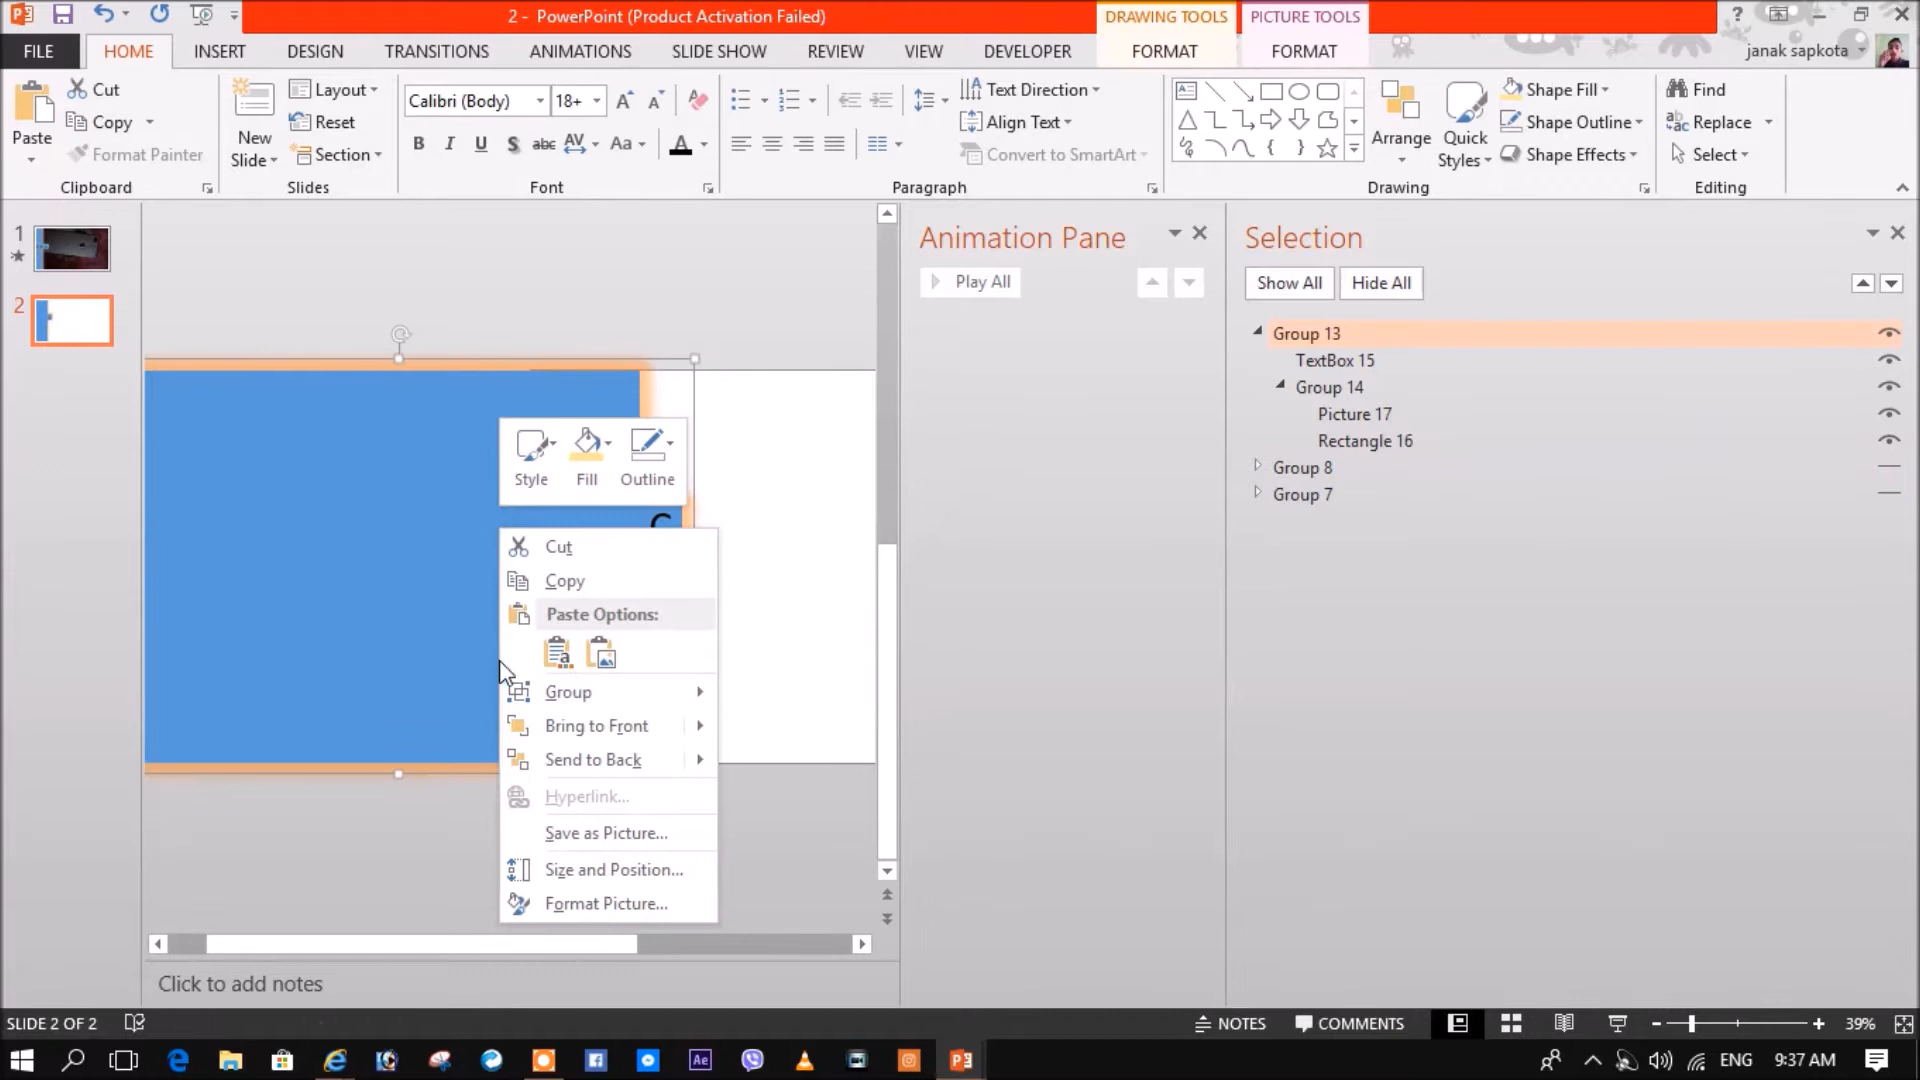 2 - PowerPoint (Product Activation Failed)
DRAWING TOOLS
PICTURE TOOLS
?
FILE
HOME
INSERT
DESIGN
TRANSITIONS
ANIMATIONS
SLIDE SHOW
REVIEW
VIEW
DEVELOPER
FORMAT
FORMAT
janak sapkota
Paste
Cut
Copy
Format Painter
Clipboard
New
Slide
Layout
Reset
Section
Slides
Calibri (Body)
18+
B I U S abc AV Aa A
Font
Text Direction
Align Text
Convert to SmartArt
Paragraph
Arrange
Quick
Styles
Shape Fill
Shape Outline
Shape Effects
Drawing
Find
Replace
Select
Editing
1
2
Style
Fill
Outline
Cut
Copy
Paste Options:
Group
Bring to Front
Send to Back
Hyperlink...
Save as Picture...
Size and Position...
Format Picture...
Click to add notes
Animation Pane
Play All
Selection
Show All
Hide All
Group 13
TextBox 15
Group 14
Picture 17
Rectangle 16
Group 8
Group 7
SLIDE 2 OF 2
NOTES
COMMENTS
39%
Ae
ENG
9:37 AM